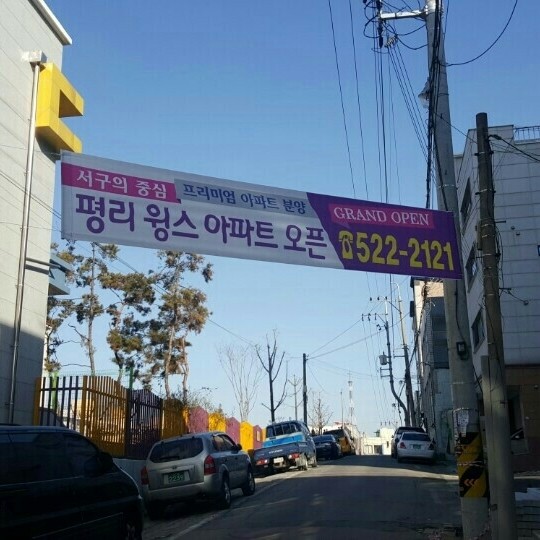 서구의 중심
프리미엄 아파트 분양
평리 윙스 아파트 오픈
GRAND OPEN
☎522-2121